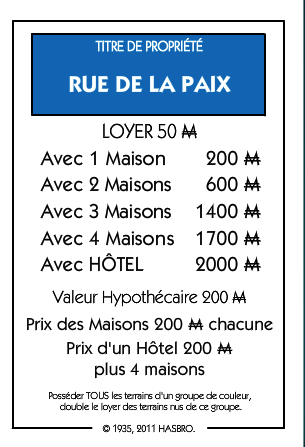 TITRE DE PROPRIÉTÉ
RUE DE LA PAIX
LOYER 50 ₩
Avec 1 Maison 200 ₩
Avec 2 Maisons 600 ₩
Avec 3 Maisons 1400 ₩
Avec 4 Maisons 1700 ₩
Avec HÔTEL 2000 ₩
Valeur Hypothécaire 200 ₩
Prix des Maisons 200 ₩ chacune
Prix d'un Hôtel 200 ₩
plus 4 maisons
Posséder TOUS les terrains d'un groupe de couleur,
double le loyer des terrains nus de ce groupe.
© 1935, 2011 HASBRO.